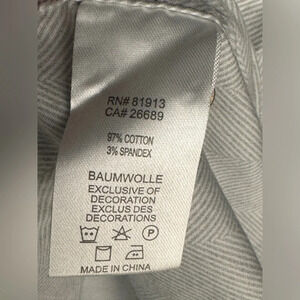 RN# 81913
CA# 26689
97% COTTON
3% SPANDEX
BAUMWOLLE
EXCLUSIVE OF
DECORATION
EXCLUS DES
DECORATIONS
P
MADE IN CHINA